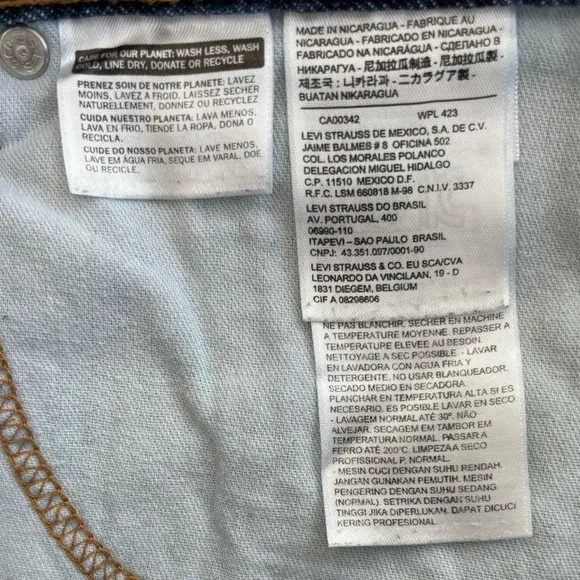 CARE FOR OUR PLANET: WASH LESS, WASH
COLD, LINE DRY, DONATE OR RECYCLE
PRENEZ SOIN DE NOTRE PLANETE: LAVEZ
MOINS, LAVEZ A FROID. LAISSEZ SECHER
NATURELLEMENT, DONNEZ OU RECYCLEZ
CUIDA NUESTRO PLANETA: LAVA MENOS,
LAVA EN FRIO, TIENDE LA ROPA, DONA O
RECICLA.
CUIDE DO NOSSO PLANETA: LAVE MENOS,
LAVE EM ÁGUA FRIA, SEQUE EM VARAL, DOE
OU RECICLE.
MADE IN NICARAGUA - FABRIQUE AU
NICARAGUA - FABRICADO EN NICARAGUA -
FABRICADO NA NICARÁGUA - СДЕЛАНО В
НИКАРАГУА - 尼加拉瓜制造 - 尼加拉瓜製 -
제조국 : 니카라과 - ニカラグア製 -
BUATAN NIKARAGUA
CA00342 WPL 423
LEVI STRAUSS DE MEXICO, S.A. DE C.V.
JAIME BALMES # 8 OFICINA 502
COL. LOS MORALES POLANCO
DELEGACION MIGUEL HIDALGO
C.P. 11510 MEXICO D.F.
R.F.C. LSM 660818 M-98 C.N.I.V. 3337
LEVI STRAUSS DO BRASIL
AV. PORTUGAL, 400
06690-110
ITAPEVI – SAO PAULO BRASIL
CNPJ: 43.351.097/0001-90
LEVI STRAUSS & CO. EU SCA/CVA
LEONARDO DA VINCILAAN, 19 - D
1831 DIEGEM, BELGIUM
CIF A 08298606
NE PAS BLANCHIR. SECHER EN MACHINE
A TEMPERATURE MOYENNE. REPASSER A
TEMPERATURE ELEVEE AU BESOIN.
NETTOYAGE A SEC POSSIBLE. - LAVAR
EN LAVADORA CON AGUA FRIA Y
DETERGENTE. NO USAR BLANQUEADOR.
SECADO MEDIO EN SECADORA.
PLANCHAR EN TEMPERATURA ALTA SI ES
NECESARIO. ES POSIBLE LAVAR EN SECO
- LAVAGEM NORMAL ATÉ 30°. NÃO
ALVEJAR. SECAGEM EM TAMBOR EM
TEMPERATURA NORMAL. PASSAR A
FERRO ATÉ 200°C. LIMPEZA A SECO
PROFISSIONAL P NORMAL.
- MESIN CUCI DENGAN SUHU RENDAH.
JANGAN GUNAKAN PEMUTIH. MESIN
PENGERING DENGAN SUHU SEDANG
(NORMAL). SETRIKA DENGAN SUHU
TINGGI JIKA DIPERLUKAN. DAPAT DICUCI
KERING PROFESIONAL.